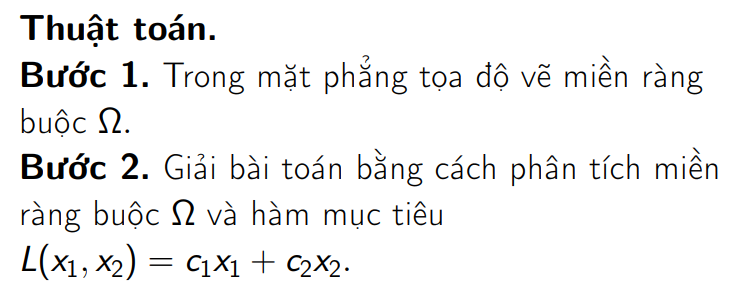 Thuật toán.
Bước 1. Trong mặt phẳng tọa độ vẽ miền ràng
buộc Ω.
Bước 2. Giải bài toán bằng cách phân tích miền
ràng buộc Ω và hàm mục tiêu
L(x₁, x₂) = c₁x₁ + c₂x₂.